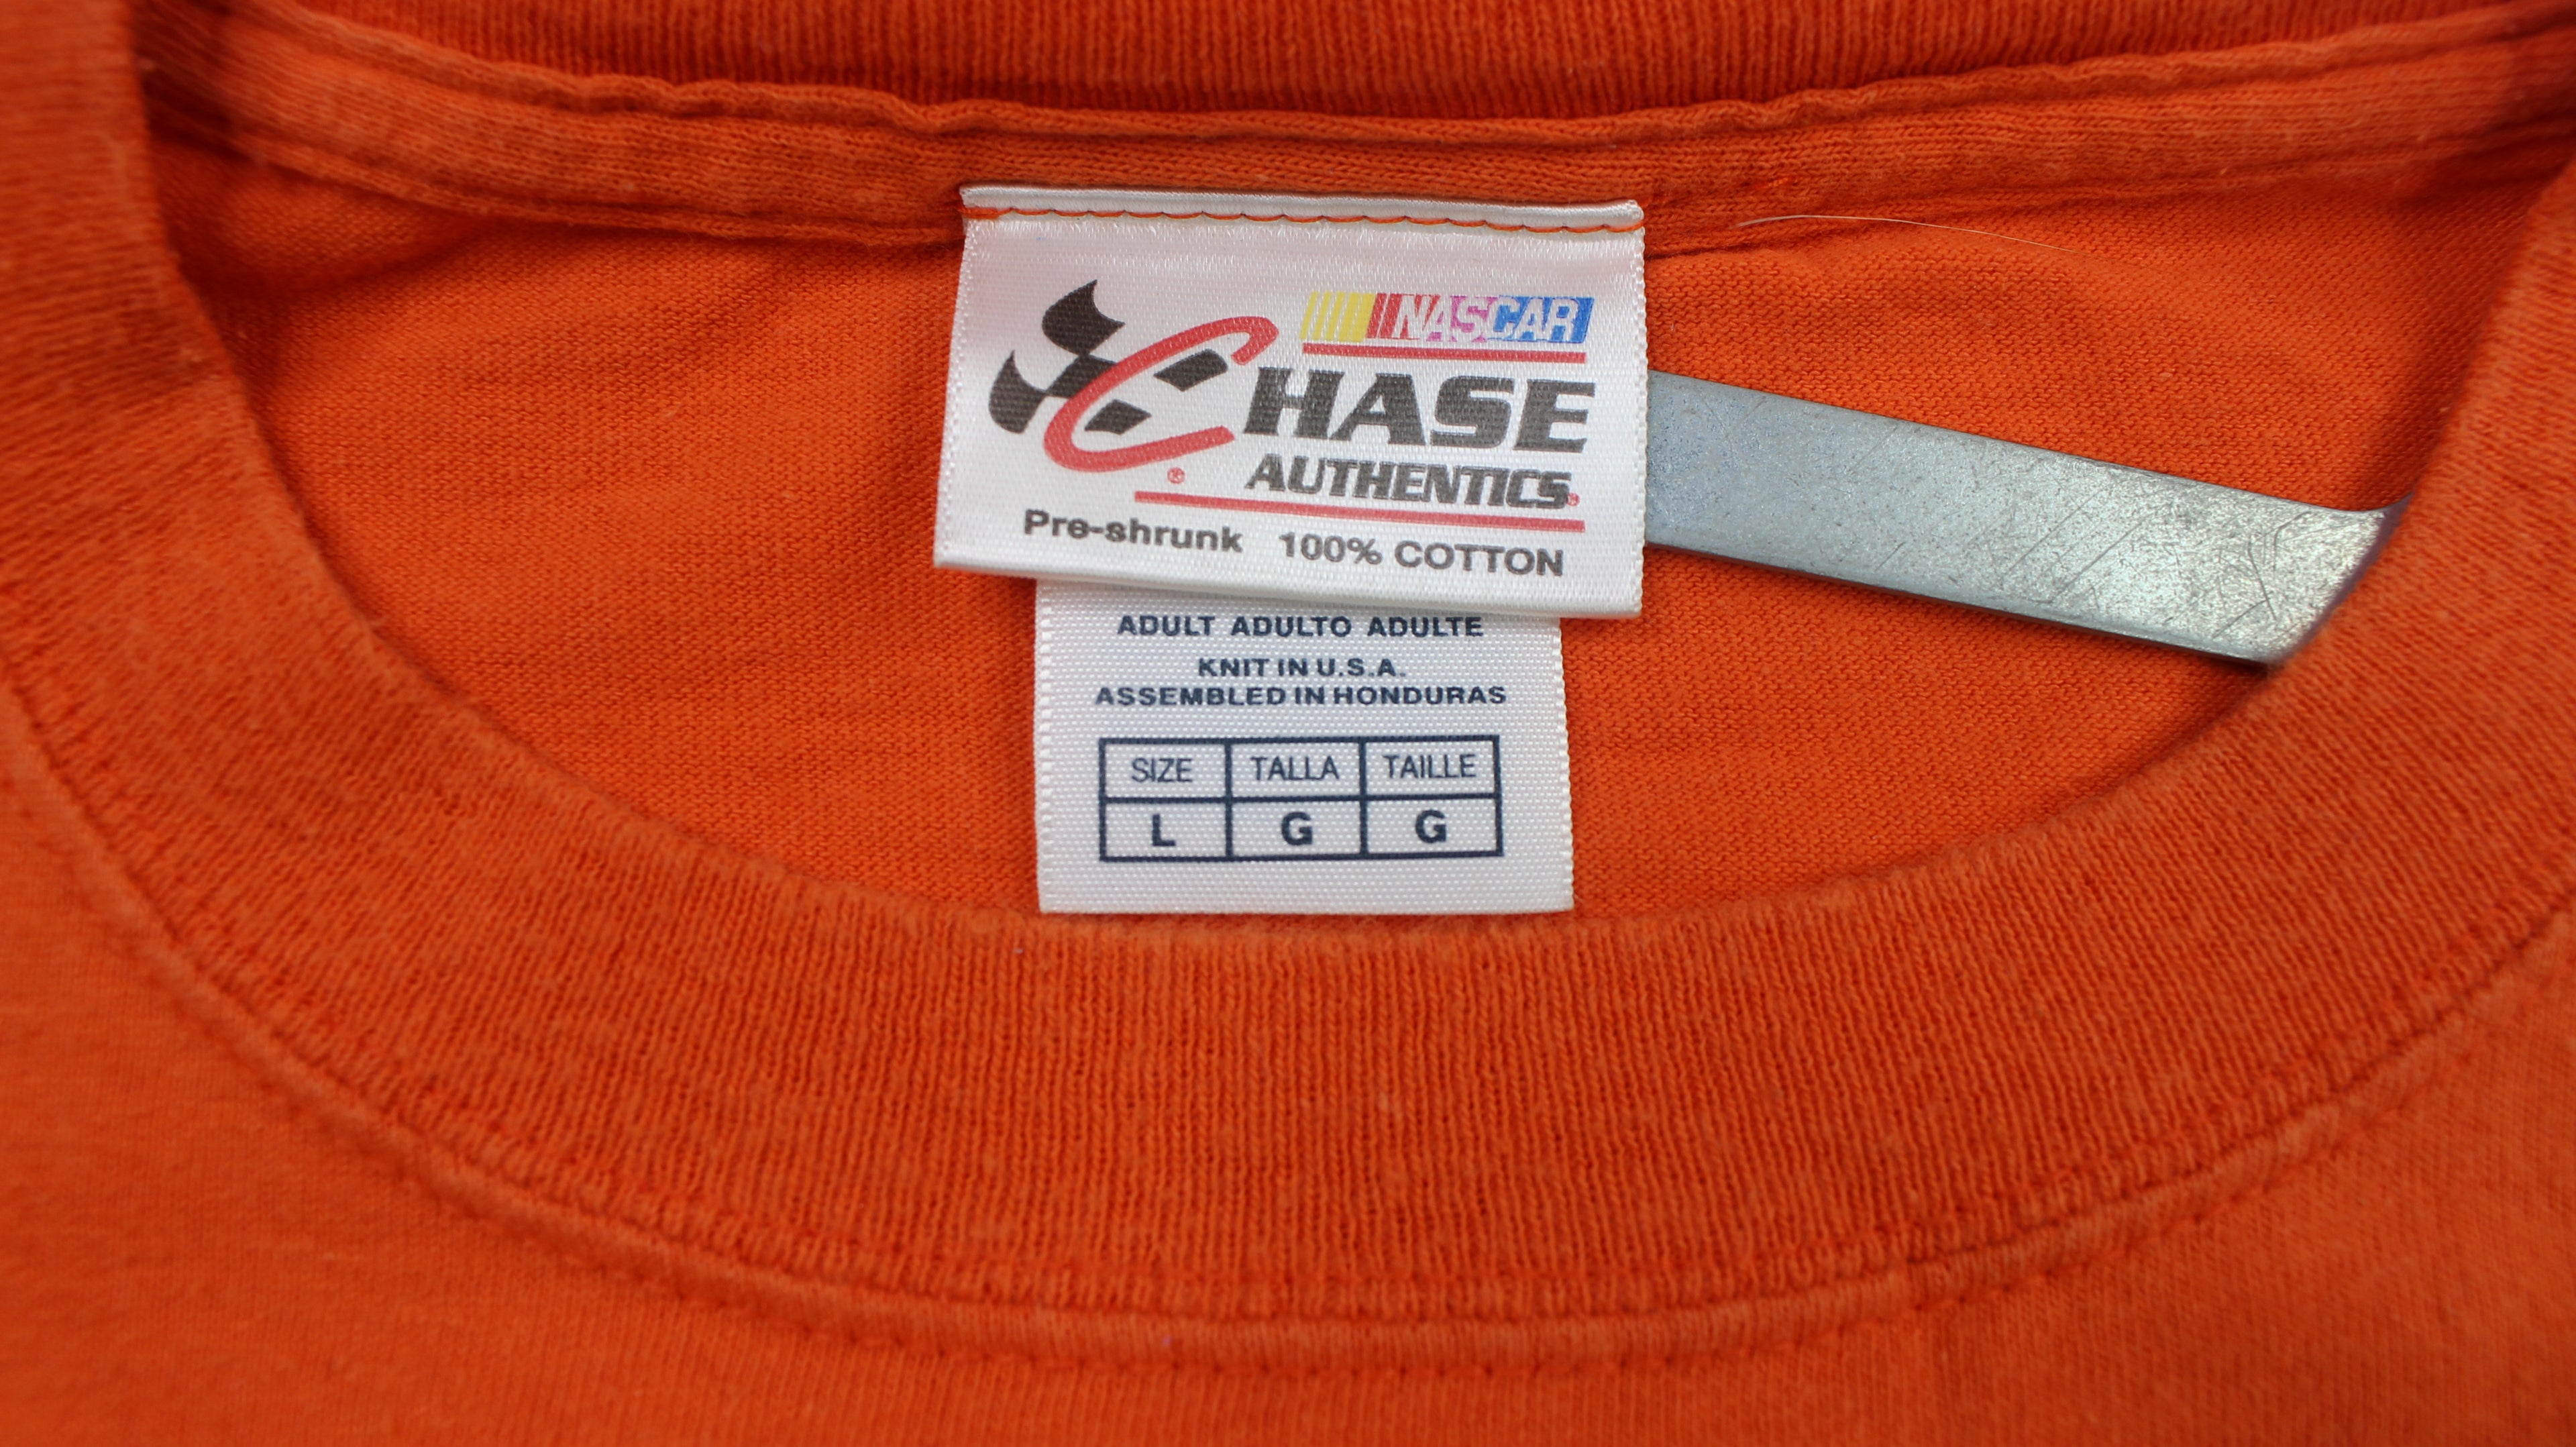 NASCAR
CHASE
AUTHENTICS®
Pre-shrunk 100% COTTON
ADULT ADULTO ADULTE
KNIT IN U.S.A.
ASSEMBLED IN HONDURAS
SIZE TALLA TAILLE
L G G